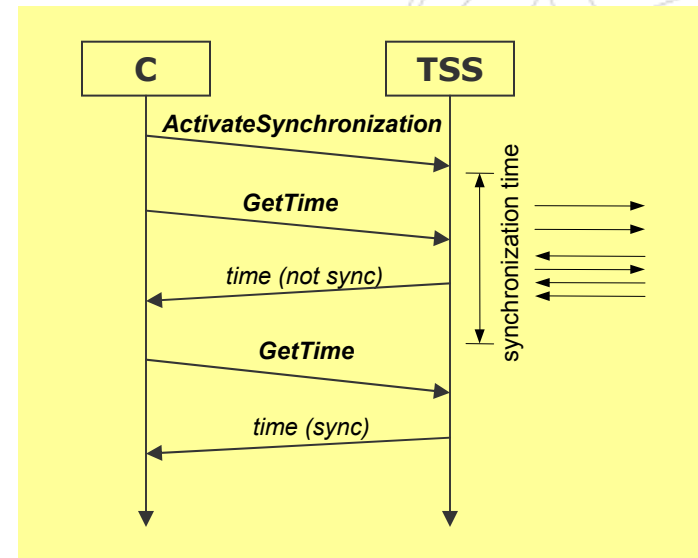 C
TSS
ActivateSynchronization
GetTime
time (not sync)
synchronization time
GetTime
time (sync)